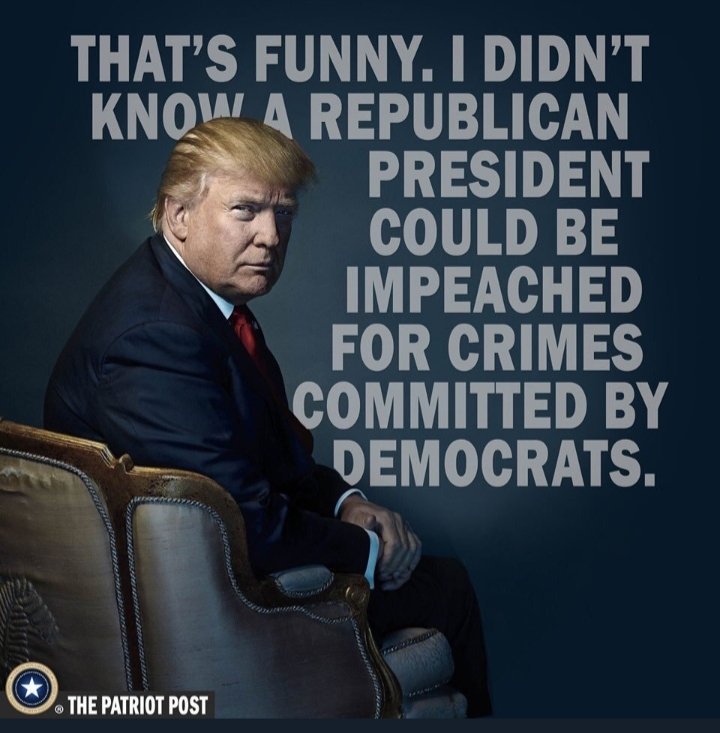 THAT'S FUNNY. I DIDN'T
KNOW A REPUBLICAN
PRESIDENT
COULD BE
IMPEACHED
FOR CRIMES
COMMITTED BY
DEMOCRATS.
® THE PATRIOT POST